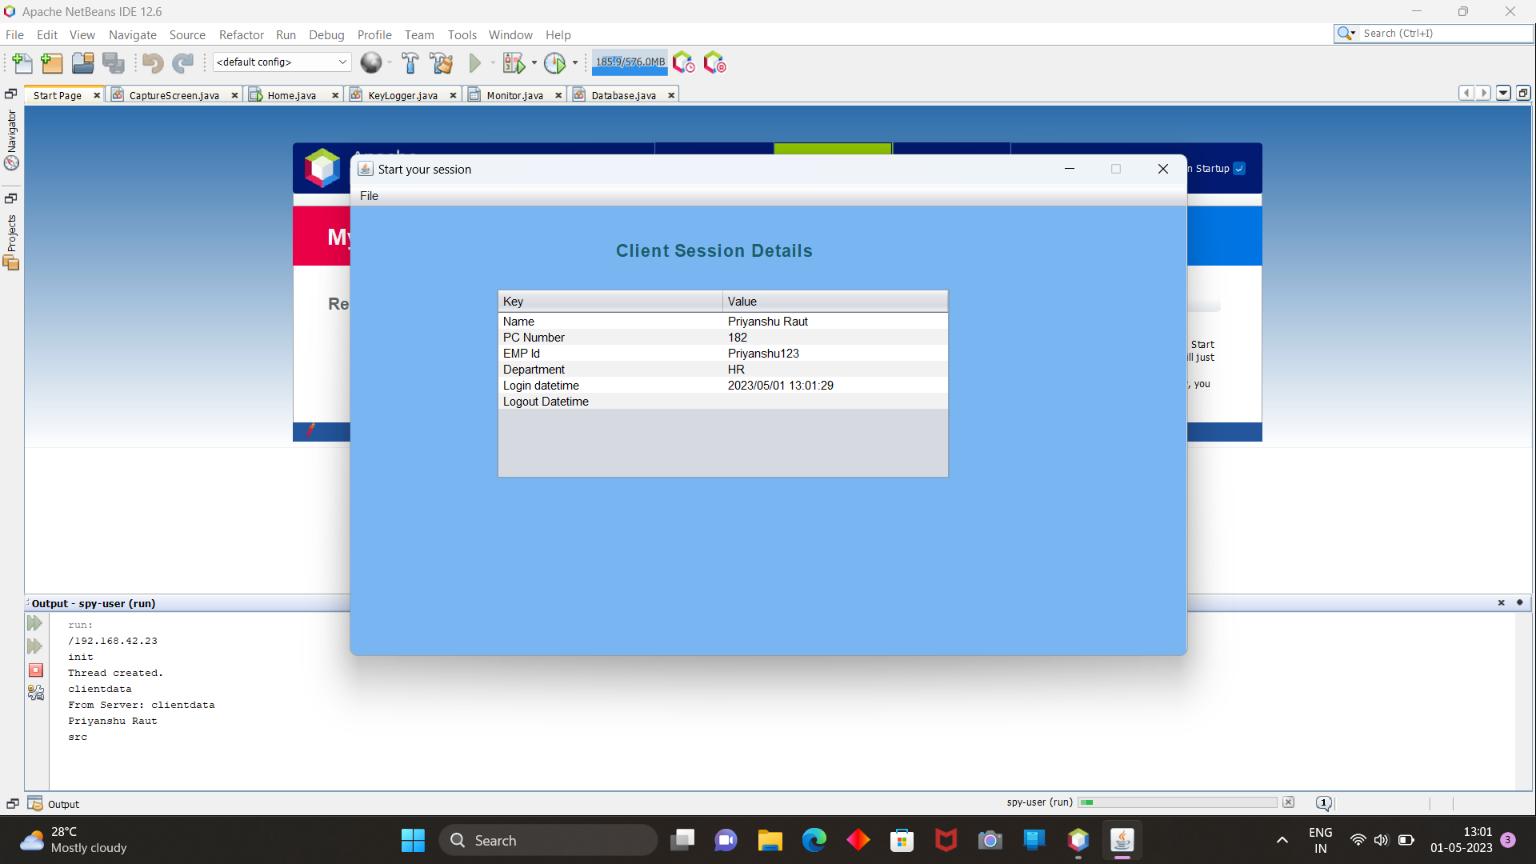 Apache NetBeans IDE 12.6
File Edit View Navigate Source Refactor Run Debug Profile Team Tools Window Help
Search (Ctrl+I)
<default config>
185.9/576.0MB
Start Page CaptureScreen.java Home.java KeyLogger.java Monitor.java Database.java
Navigator
Projects
n Startup
Start your session
File
My
Client Session Details
Re
Key Value
Name Priyanshu Raut
PC Number 182
EMP Id Priyanshu123
Department HR
Login datetime 2023/05/01 13:01:29
Logout Datetime
Start
ll just
, you
Output - spy-user (run)
run:
/192.168.42.23
init
Thread created.
clientdata
From Server: clientdata
Priyanshu Raut
src
Output
spy-user (run)
1
28°C
Mostly cloudy
Search
ENG
IN
13:01
01-05-2023
3